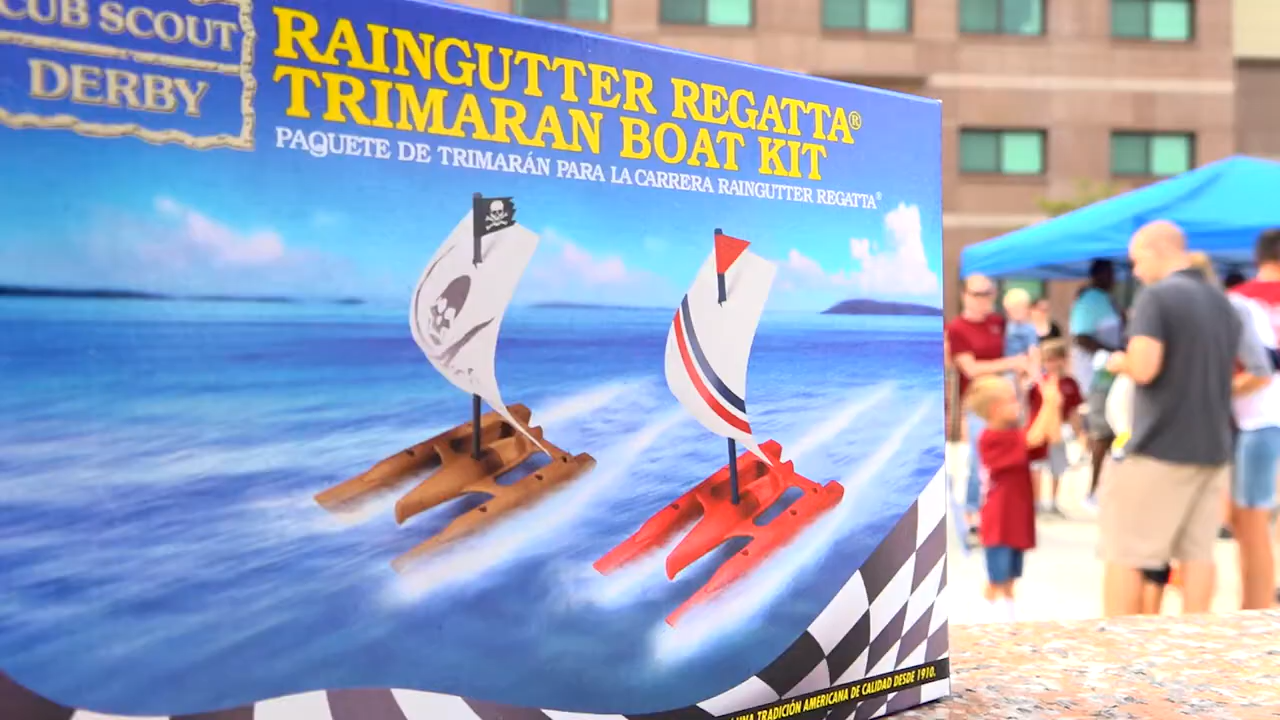 CUB SCOUT
DERBY
RAINGUTTER REGATTA®
TRIMARAN BOAT KIT
PAQUETE DE TRIMARÁN PARA LA CARRERA RAINGUTTER REGATTA®
UNA TRADICIÓN AMERICANA DE CALIDAD DESDE 1910.